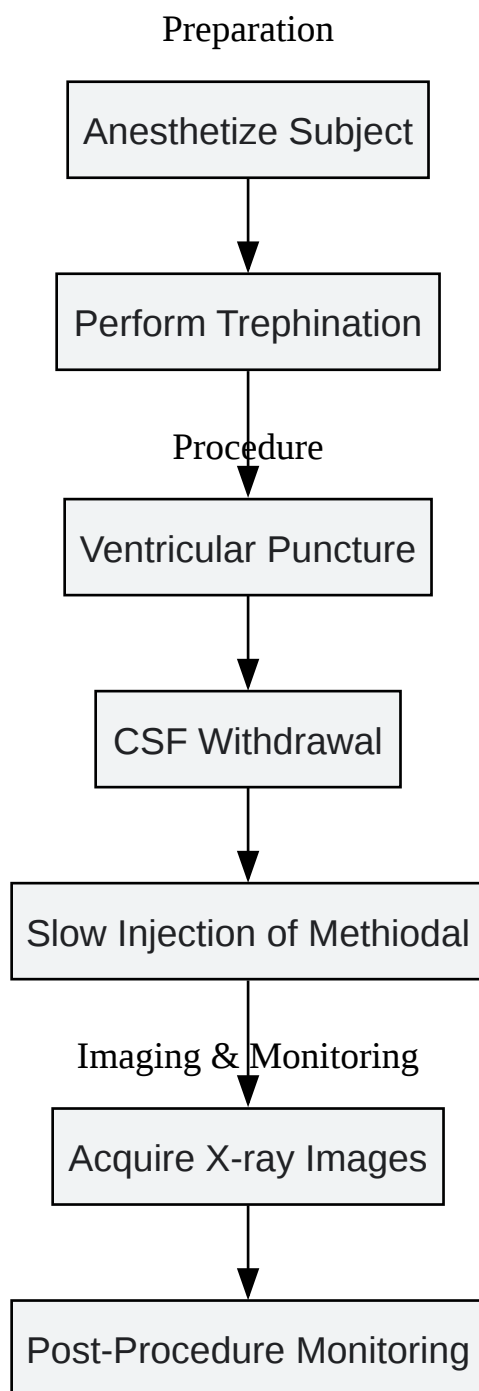 Preparation
Anesthetize Subject
Perform Trephination
Procedure
Ventricular Puncture
CSF Withdrawal
Slow Injection of Methiodal
Imaging & Monitoring
Acquire X-ray Images
Post-Procedure Monitoring